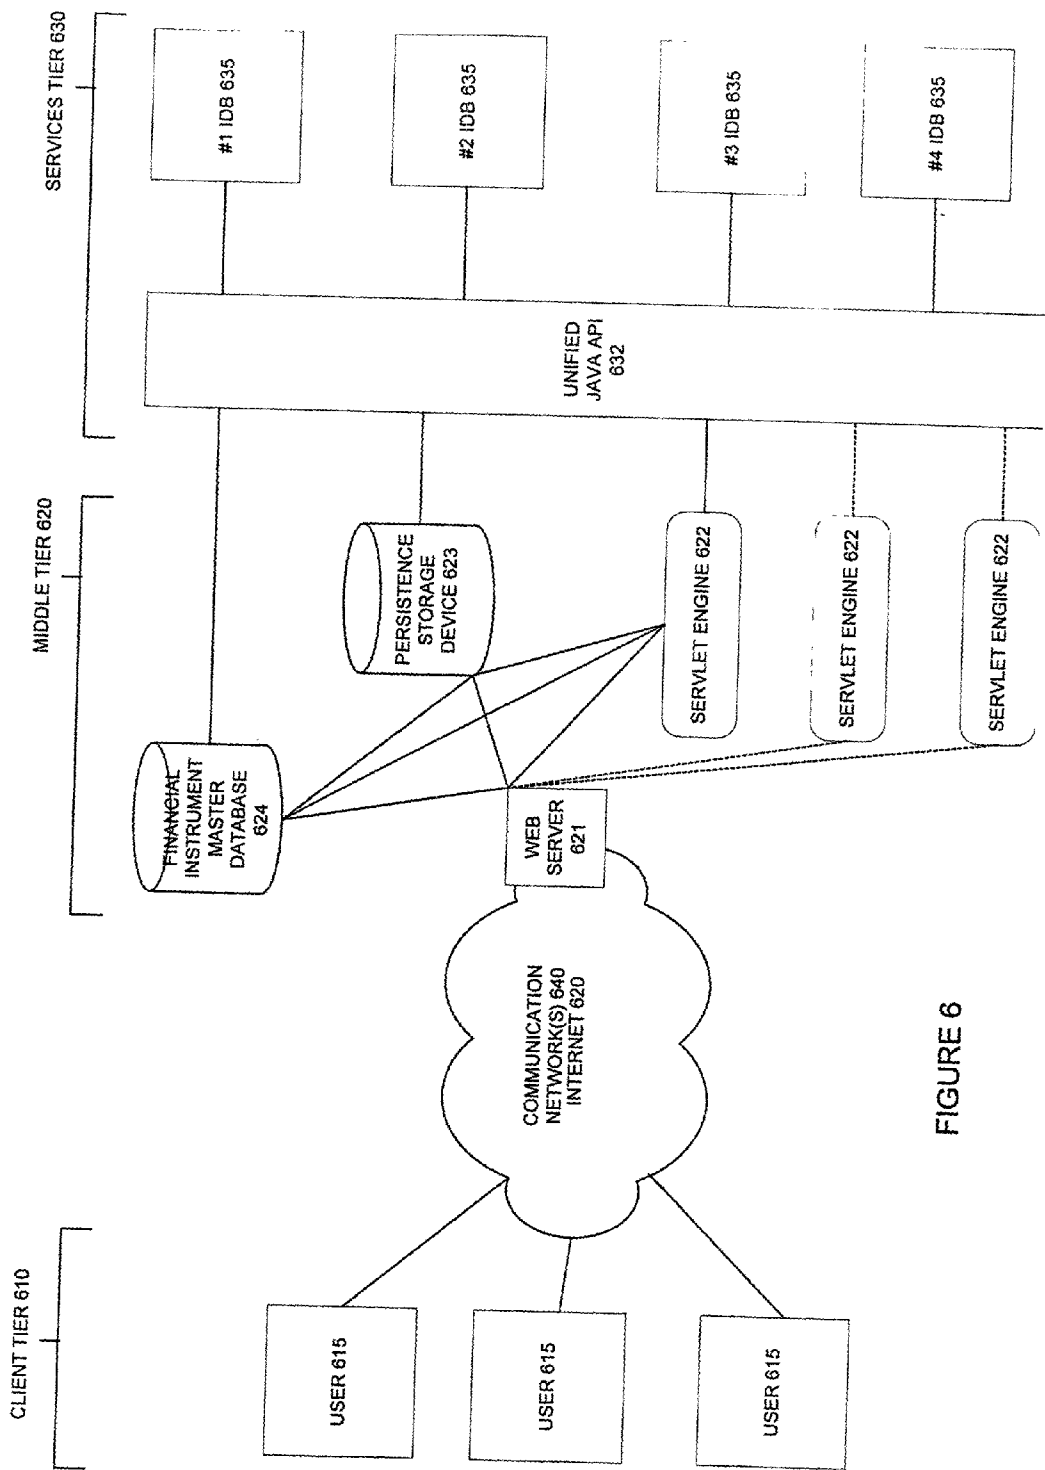 CLIENT TIER 610
MIDDLE TIER 620
SERVICES TIER 630
USER 615
USER 615
USER 615
COMMUNICATION
NETWORK(S) 640
INTERNET 620
WEB
SERVER
621
FINANCIAL
INSTRUMENT
MASTER
DATABASE
624
PERSISTENCE
STORAGE
DEVICE 623
SERVLET ENGINE 622
SERVLET ENGINE 622
SERVLET ENGINE 622
UNIFIED
JAVA API
632
#1 IDB 635
#2 IDB 635
#3 IDB 635
#4 IDB 635
FIGURE 6